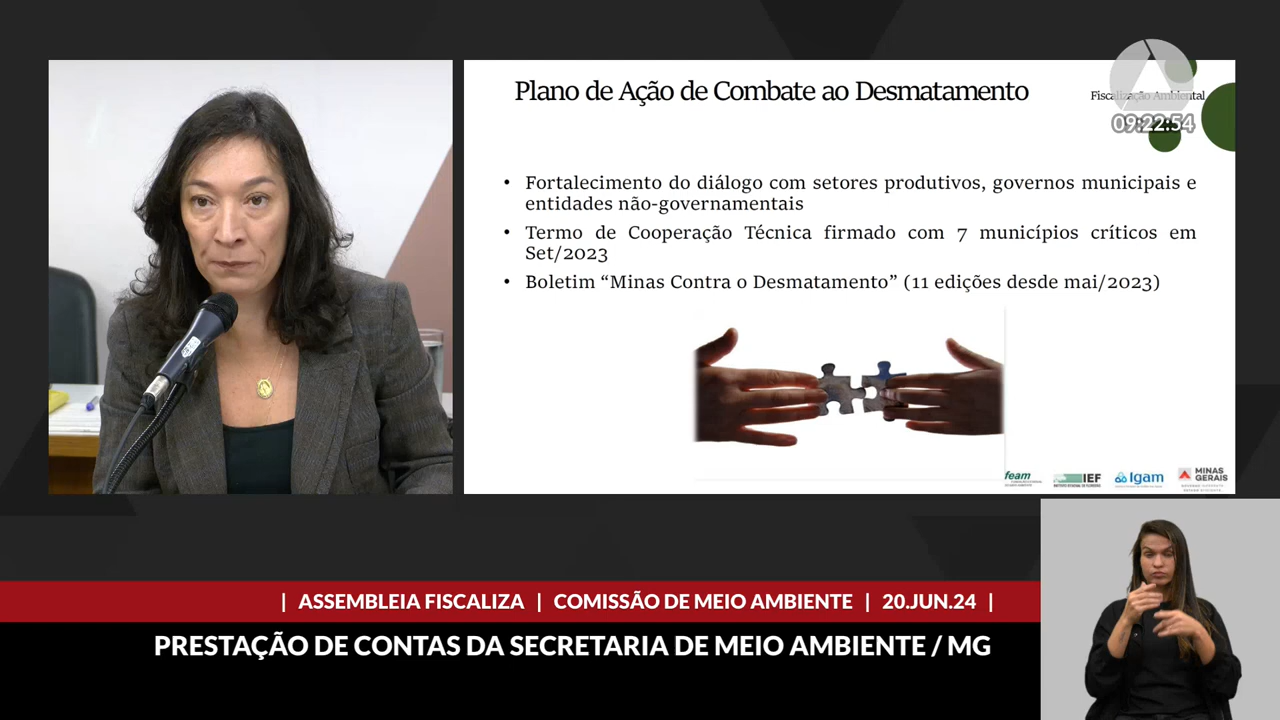 Plano de Ação de Combate ao Desmatamento
Fiscalização Ambiental
09:22:54
• Fortalecimento do diálogo com setores produtivos, governos municipais e
entidades não-governamentais
• Termo de Cooperação Técnica firmado com 7 municípios críticos em
Set/2023
• Boletim “Minas Contra o Desmatamento” (11 edições desde mai/2023)
feam
IEF
Igam
MINAS
GERAIS
| ASSEMBLEIA FISCALIZA | COMISSÃO DE MEIO AMBIENTE | 20.JUN.24 |
PRESTAÇÃO DE CONTAS DA SECRETARIA DE MEIO AMBIENTE / MG